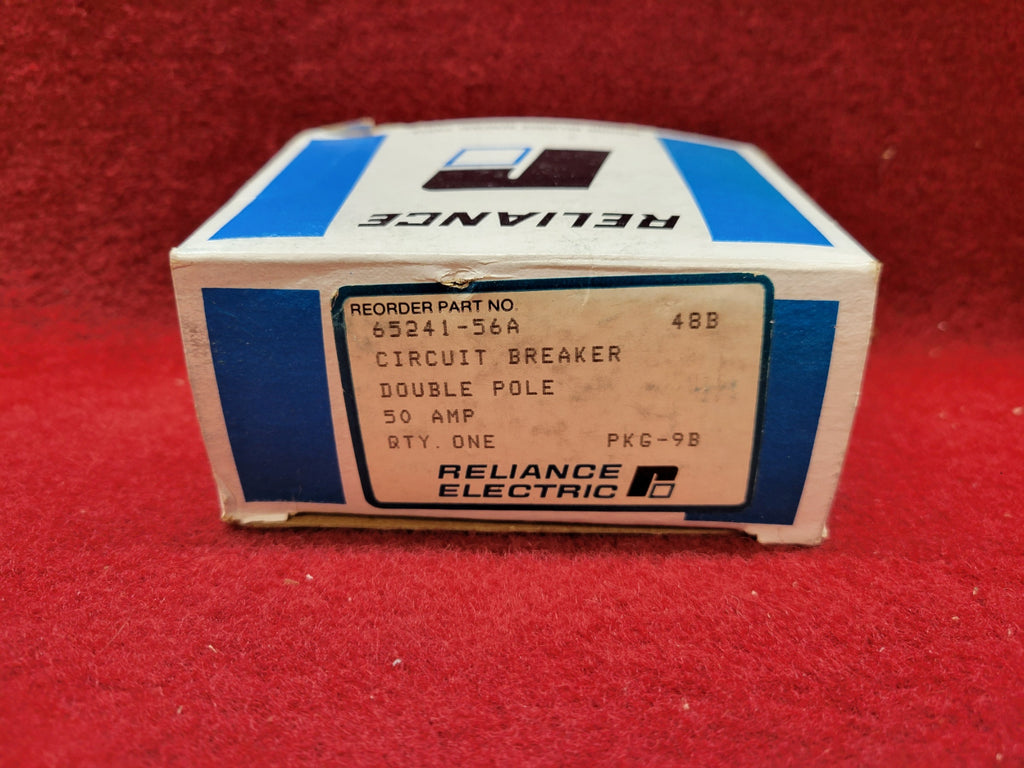 RELIANCE
REORDER PART NO.
65241-56A 48B
CIRCUIT BREAKER
DOUBLE POLE
50 AMP
QTY. ONE PKG-9B
RELIANCE
ELECTRIC